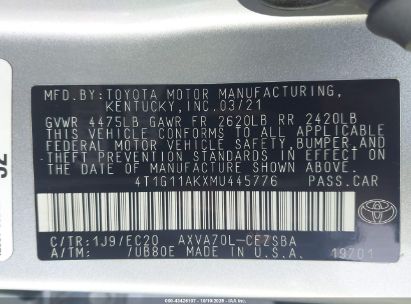 MFD.BY:TOYOTA MOTOR MANUFACTURING,
KENTUCKY,INC.03/21
GVWR 4475LB GAWR FR 2620LB RR 2420LB
THIS VEHICLE CONFORMS TO ALL APPLICABLE
FEDERAL MOTOR VEHICLE SAFETY,BUMPER,AND
THEFT PREVENTION STANDARDS IN EFFECT ON
THE DATE OF MANUFACTURE SHOWN ABOVE.
4T1G11AKXMU445776 PASS.CAR
C/TR:1J9/EC20 AXVA70L-CEZSBA
A/TM: /UB80E MADE IN U.S.A. 19Z01